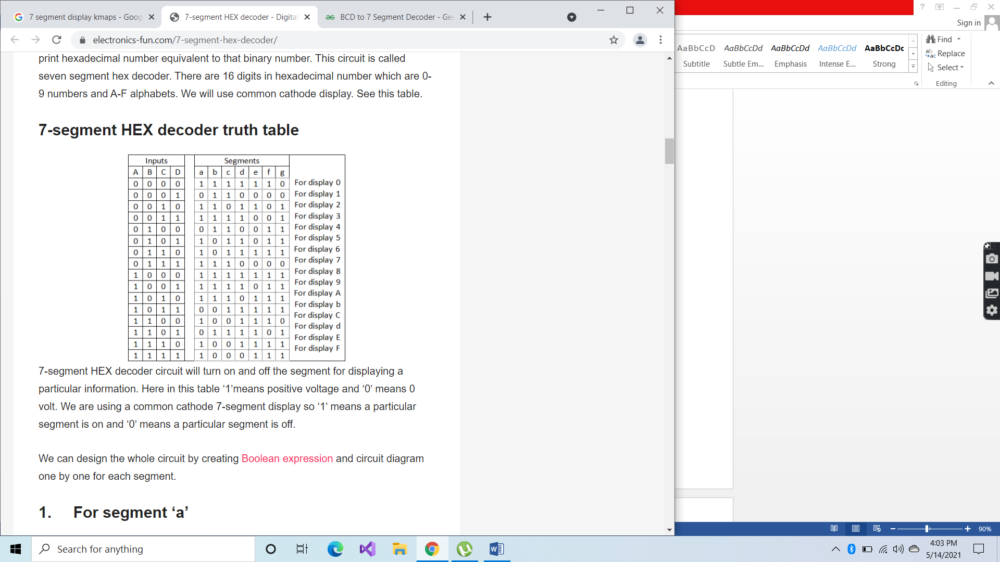 7 segment display kmaps - Goog
7-segment HEX decoder - Digita
BCD to 7 Segment Decoder - Gee
electronics-fun.com/7-segment-hex-decoder/
print hexadecimal number equivalent to that binary number. This circuit is called
seven segment hex decoder. There are 16 digits in hexadecimal number which are 0-
9 numbers and A-F alphabets. We will use common cathode display. See this table.
7-segment HEX decoder truth table
Inputs Segments
A B C D a b c d e f g
0 0 0 0 1 1 1 1 1 1 0 For display 0
0 0 0 1 0 1 1 0 0 0 0 For display 1
0 0 1 0 1 1 0 1 1 0 1 For display 2
0 0 1 1 1 1 1 1 0 0 1 For display 3
0 1 0 0 0 1 1 0 0 1 1 For display 4
0 1 0 1 1 0 1 1 0 1 1 For display 5
0 1 1 0 1 0 1 1 1 1 1 For display 6
0 1 1 1 1 1 1 0 0 0 0 For display 7
1 0 0 0 1 1 1 1 1 1 1 For display 8
1 0 0 1 1 1 1 1 0 1 1 For display 9
1 0 1 0 1 1 1 0 1 1 1 For display A
1 0 1 1 0 0 1 1 1 1 1 For display b
1 1 0 0 1 0 0 1 1 1 0 For display C
1 1 0 1 0 1 1 1 1 0 1 For display d
1 1 1 0 1 0 0 1 1 1 1 For display E
1 1 1 1 1 0 0 0 1 1 1 For display F
7-segment HEX decoder circuit will turn on and off the segment for displaying a
particular information. Here in this table ‘1’means positive voltage and ‘0’ means 0
volt. We are using a common cathode 7-segment display so ‘1’ means a particular
segment is on and ‘0’ means a particular segment is off.
We can design the whole circuit by creating Boolean expression and circuit diagram
one by one for each segment.
1. For segment ‘a’
Sign in
AaBbCcD AaBbCcDd AaBbCcDd AaBbCcDd AaBbCcDc
Subtitle Subtle Em... Emphasis Intense E... Strong
Find
Replace
Select
Editing
90%
Search for anything
4:03 PM
5/14/2021